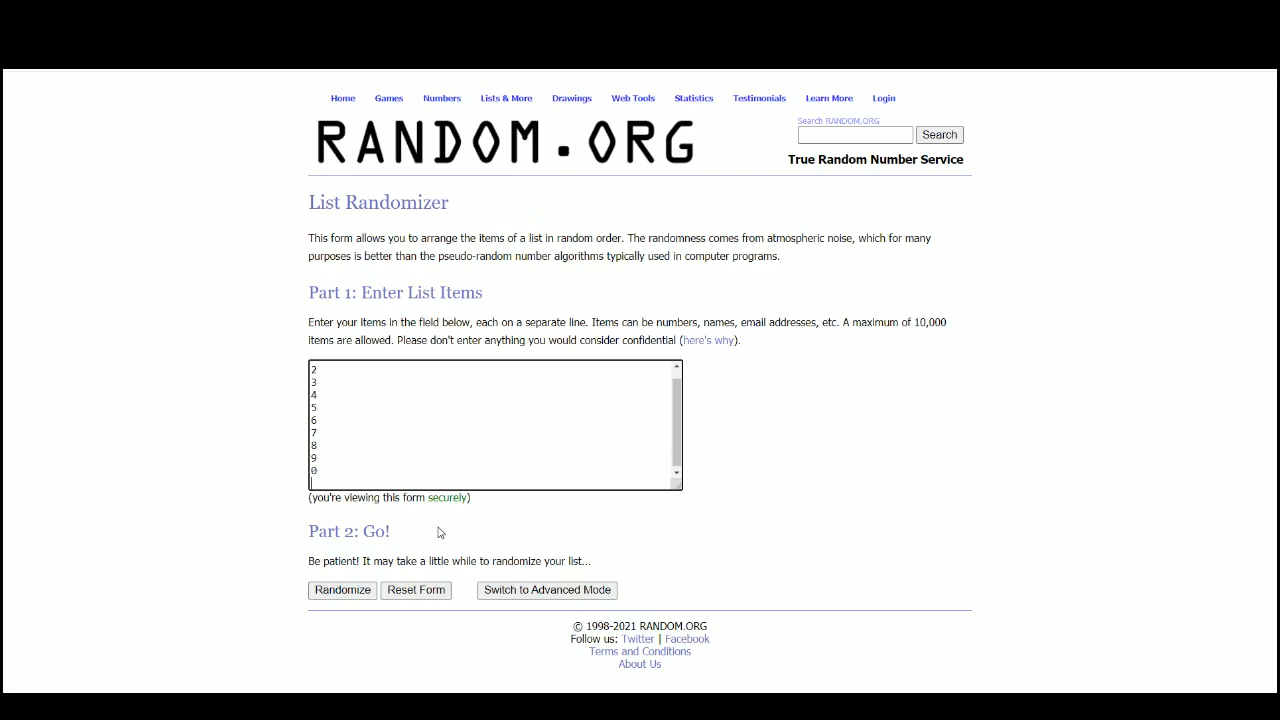 Home Games Numbers Lists & More Drawings Web Tools Statistics Testimonials Learn More Login
RANDOM.ORG
Search RANDOM.ORG
Search
True Random Number Service
List Randomizer
This form allows you to arrange the items of a list in random order. The randomness comes from atmospheric noise, which for many
purposes is better than the pseudo-random number algorithms typically used in computer programs.
Part 1: Enter List Items
Enter your items in the field below, each on a separate line. Items can be numbers, names, email addresses, etc. A maximum of 10,000
items are allowed. Please don't enter anything you would consider confidential (here's why).
2
3
4
5
6
7
8
9
0
(you're viewing this form securely)
Part 2: Go!
Be patient! It may take a little while to randomize your list...
Randomize Reset Form Switch to Advanced Mode
© 1998-2021 RANDOM.ORG
Follow us: Twitter | Facebook
Terms and Conditions
About Us